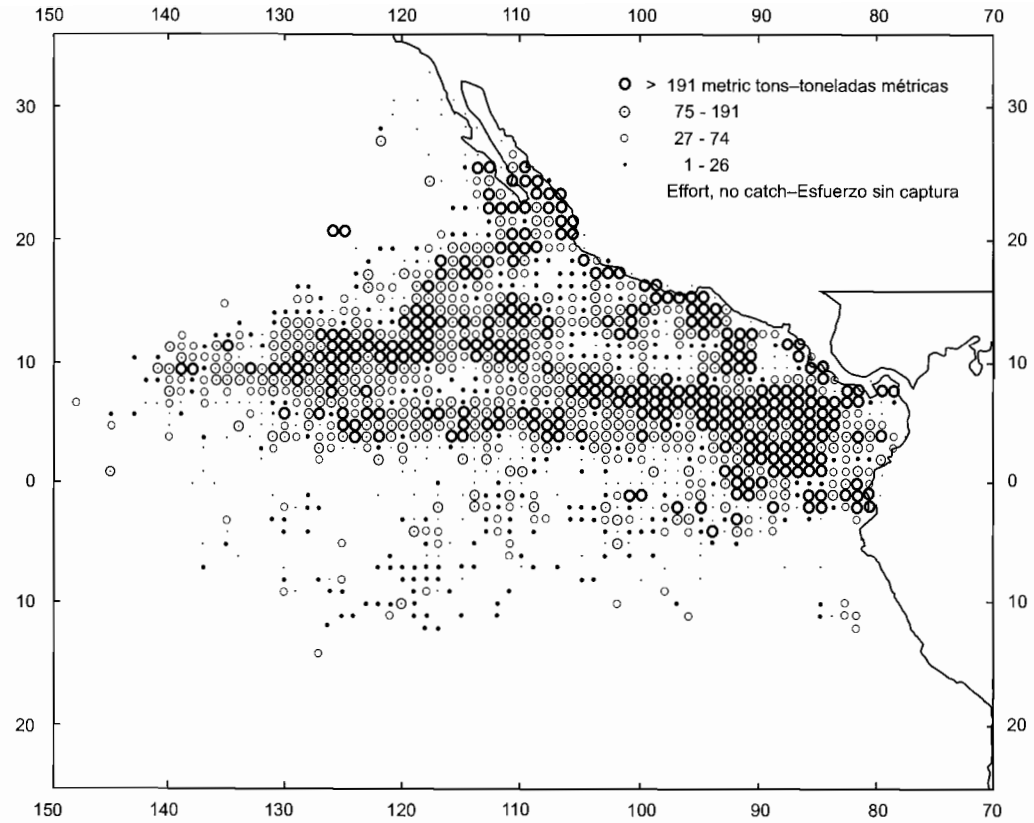 150 140 130 120 110 100 90 80 70
> 191 metric tons–toneladas métricas
75 - 191
27 - 74
1 - 26
Effort, no catch–Esfuerzo sin captura
30 30
20 20
10 10
0 0
10 10
20 20
150 140 130 120 110 100 90 80 70